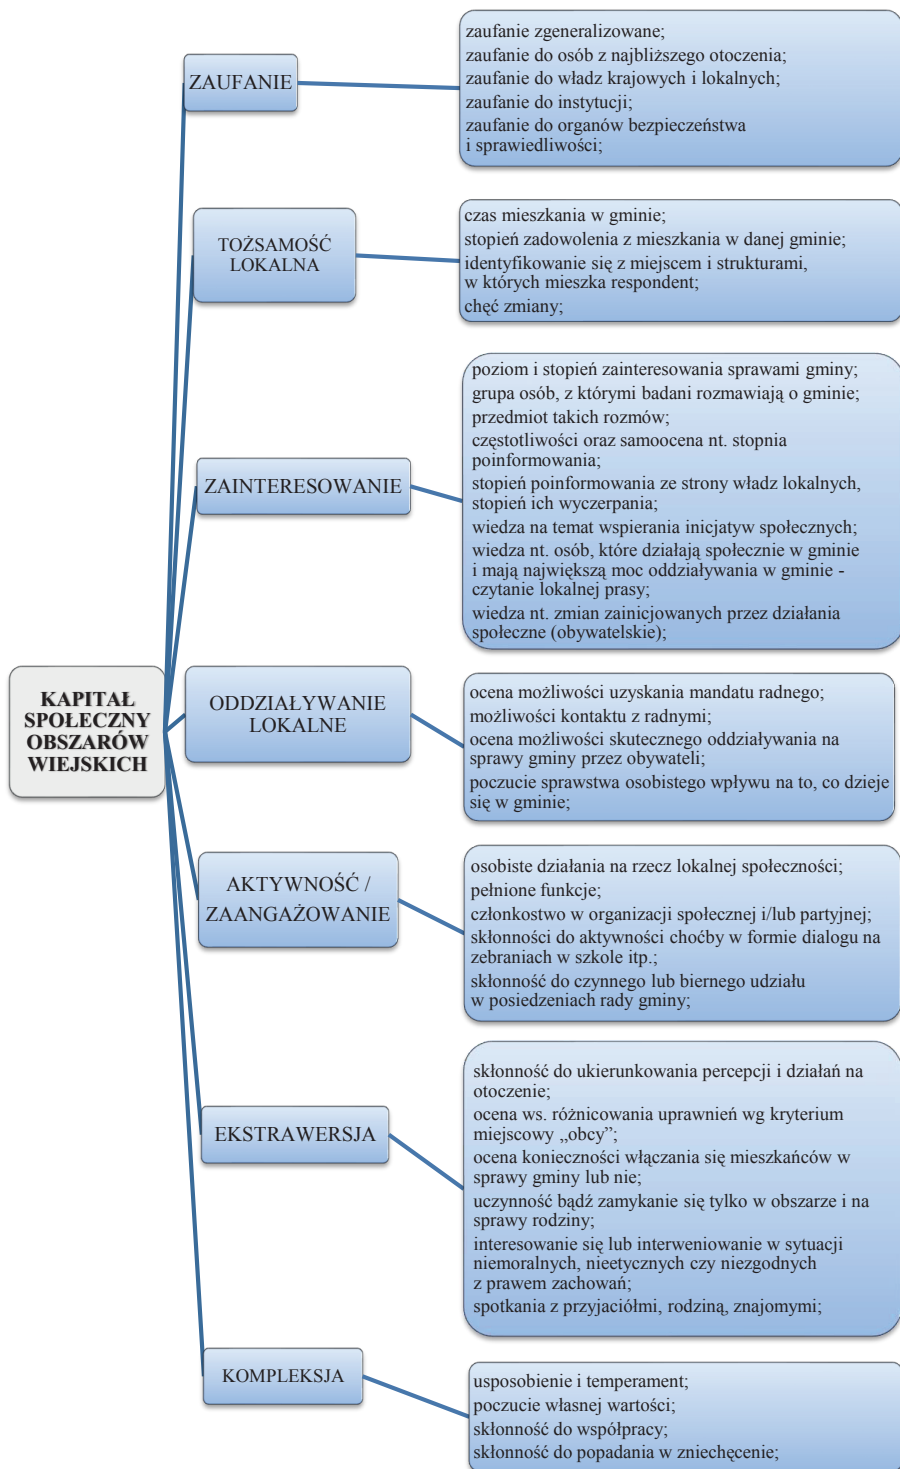 ZAUFANIE
zaufanie zgeneralizowane;
zaufanie do osób z najbliższego otoczenia;
zaufanie do władz krajowych i lokalnych;
zaufanie do instytucji;
zaufanie do organów bezpieczeństwa
i sprawiedliwości;
TOŻSAMOŚĆ
LOKALNA
czas mieszkania w gminie;
stopień zadowolenia z mieszkania w danej gminie;
identyfikowanie się z miejscem i strukturami,
w których mieszka respondent;
chęć zmiany;
ZAINTERESOWANIE
poziom i stopień zainteresowania sprawami gminy;
grupa osób, z którymi badani rozmawiają o gminie;
przedmiot takich rozmów;
częstotliwości oraz samoocena nt. stopnia
poinformowania;
stopień poinformowania ze strony władz lokalnych,
stopień ich wyczerpania;
wiedza na temat wspierania inicjatyw społecznych;
wiedza nt. osób, które działają społecznie w gminie
i mają największą moc oddziaływania w gminie -
czytanie lokalnej prasy;
wiedza nt. zmian zainicjowanych przez działania
społeczne (obywatelskie);
KAPITAŁ
SPOŁECZNY
OBSZARÓW
WIEJSKICH
ODDZIAŁYWANIE
LOKALNE
ocena możliwości uzyskania mandatu radnego;
możliwości kontaktu z radnymi;
ocena możliwości skutecznego oddziaływania na
sprawy gminy przez obywateli;
poczucie sprawstwa osobistego wpływu na to, co dzieje
się w gminie;
AKTYWNOŚĆ /
ZAANGAŻOWANIE
osobiste działania na rzecz lokalnej społeczności;
pełnione funkcje;
członkostwo w organizacji społecznej i/lub partyjnej;
skłonności do aktywności choćby w formie dialogu na
zebraniach w szkole itp.;
skłonność do czynnego lub biernego udziału
w posiedzeniach rady gminy;
EKSTRAWERSJA
skłonność do ukierunkowania percepcji i działań na
otoczenie;
ocena ws. różnicowania uprawnień wg kryterium
miejscowy „obcy”;
ocena konieczności włączania się mieszkańców w
sprawy gminy lub nie;
uczynność bądź zamykanie się tylko w obszarze i na
sprawy rodziny;
interesowanie się lub interweniowanie w sytuacji
niemoralnych, nieetycznych czy niezgodnych
z prawem zachowań;
spotkania z przyjaciółmi, rodziną, znajomymi;
KOMPLEKSJA
usposobienie i temperament;
poczucie własnej wartości;
skłonność do współpracy;
skłonność do popadania w zniechęcenie;